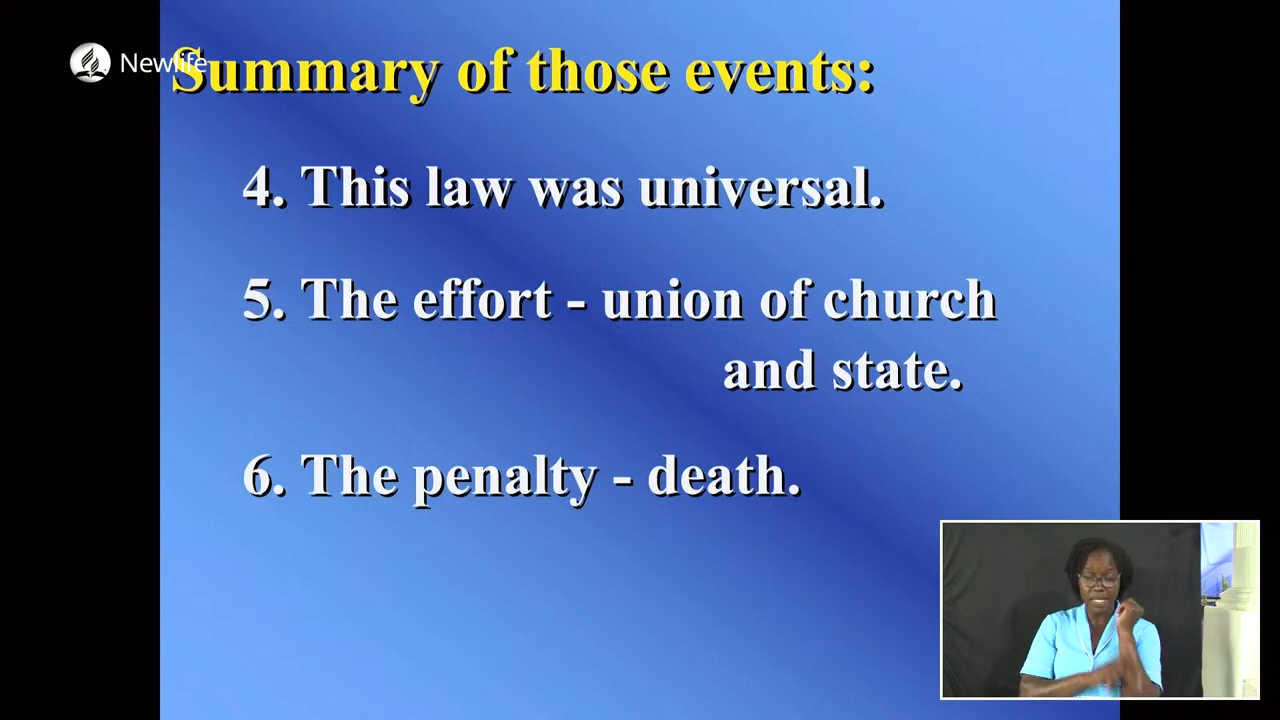 Newlife
Summary of those events:
4. This law was universal.
5. The effort - union of church
and state.
6. The penalty - death.